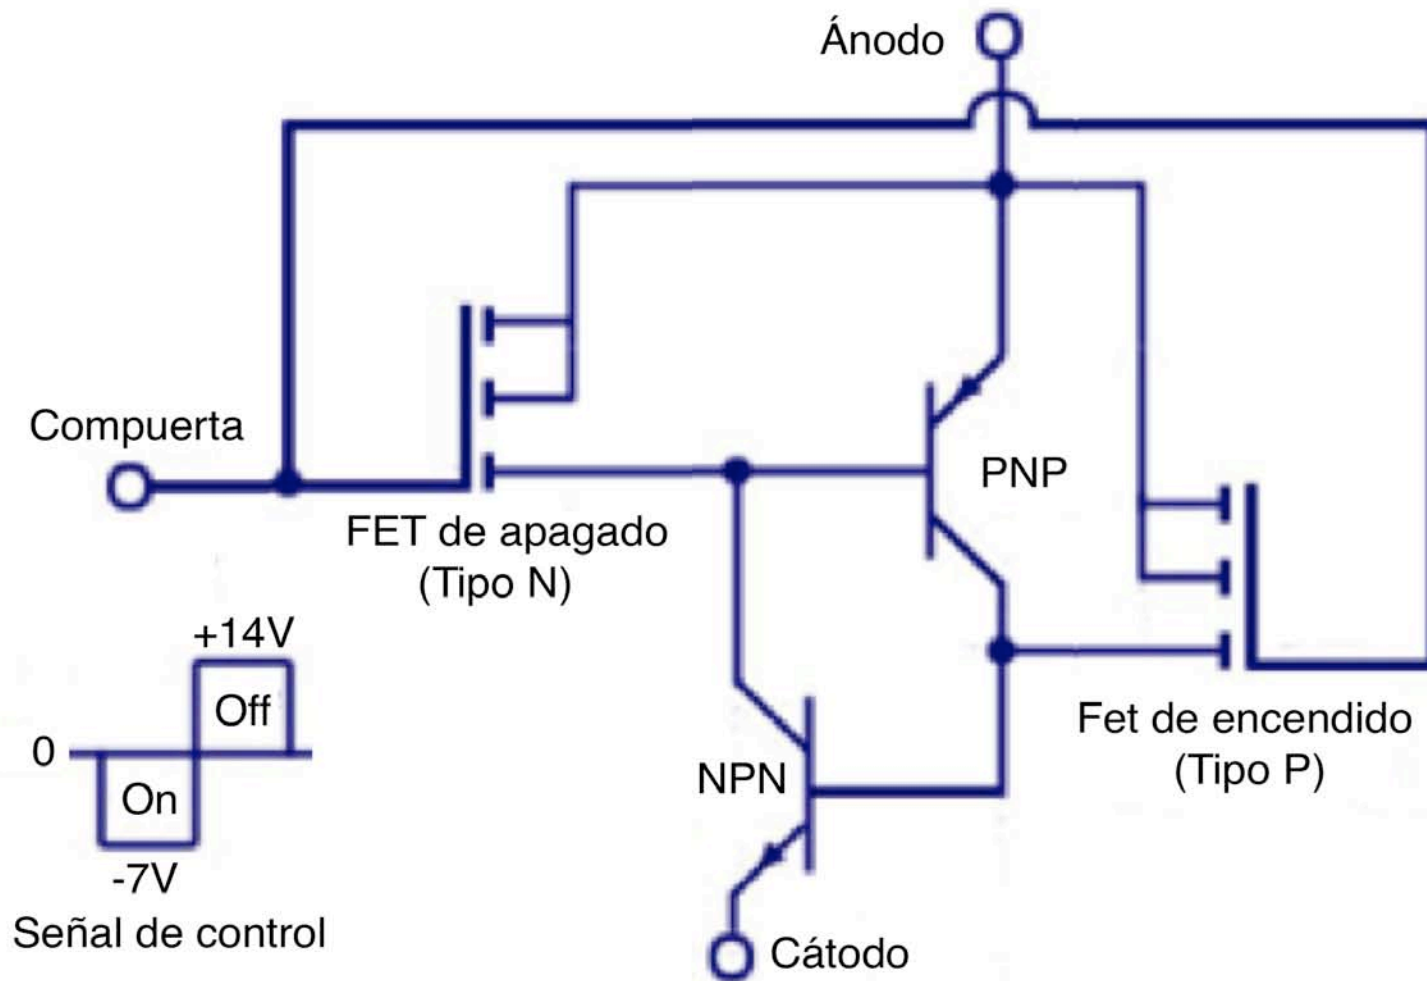 Ánodo
Compuerta
PNP
FET de apagado
(Tipo N)
+14V
Off
0
On
-7V
Señal de control
NPN
Fet de encendido
(Tipo P)
Cátodo